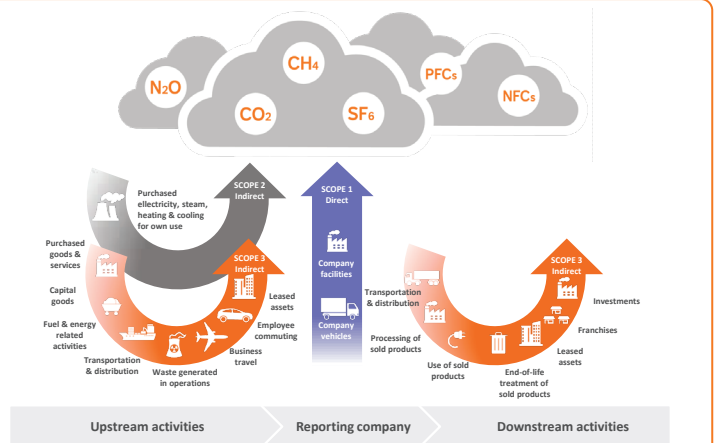 N2O
CH4
CO2
SF6
PFCs
NFCs
Purchased
ellectricity, steam,
heating & cooling
for own use
SCOPE 2
Indirect
SCOPE 1
Direct
Company
facilities
Company
vehicles
Purchased
goods &
services
Capital
goods
Fuel & energy
related
activities
Transportation
& distribution
Waste generated
in operations
Business
travel
Employee
commuting
Leased
assets
SCOPE 3
Indirect
Transportation
& distribution
Processing of
sold products
Use of sold
products
End-of-life
treatment of
sold products
Leased
assets
Franchises
Investments
SCOPE 3
Indirect
Upstream activities
Reporting company
Downstream activities